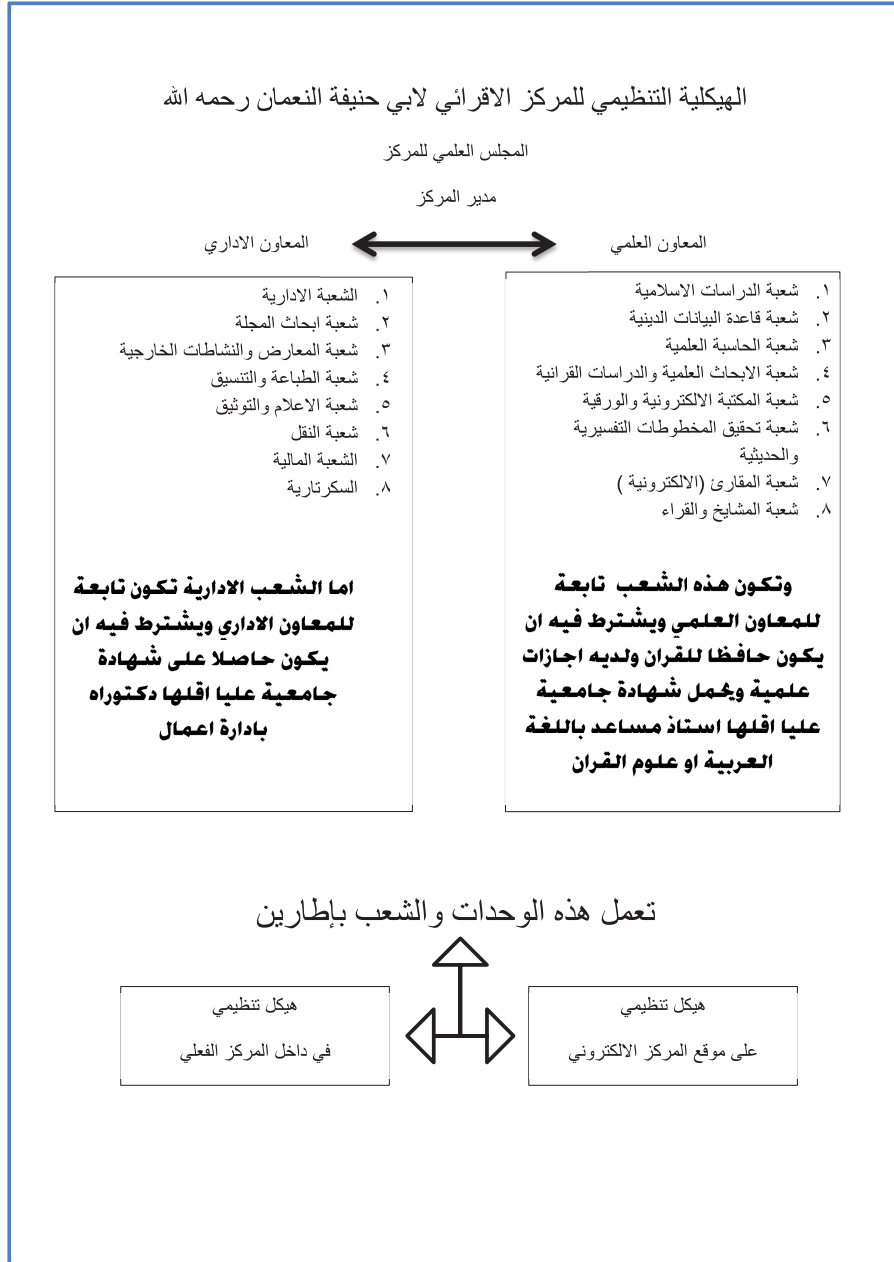 الهيكلية التنظيمي للمركز الاقرائي لابي حنيفة النعمان رحمه الله
المجلس العلمي للمركز
مدير المركز
المعاون العلمي
المعاون الاداري
١. شعبة الدراسات الاسلامية
٢. شعبة قاعدة البيانات الدينية
٣. شعبة الحاسبة العلمية
٤. شعبة الابحاث العلمية والدراسات القرانية
٥. شعبة المكتبة الالكترونية والورقية
٦. شعبة تحقيق المخطوطات التفسيرية
والحديثية
٧. شعبة المقارئ (الالكترونية )
٨. شعبة المشايخ والقراء
وتكون هذه الشعب تابعة
للمعاون العلمي ويشترط فيه ان
يكون حافظا للقران ولديه اجازات
علمية ويحمل شهادة جامعية
عليا اقلها استاذ مساعد باللغة
العربية او علوم القران
١. الشعبة الادارية
٢. شعبة ابحاث المجلة
٣. شعبة المعارض والنشاطات الخارجية
٤. شعبة الطباعة والتنسيق
٥. شعبة الاعلام والتوثيق
٦. شعبة النقل
٧. الشعبة المالية
٨. السكرتارية
اما الشعب الادارية تكون تابعة
للمعاون الاداري ويشترط فيه ان
يكون حاصلا على شهادة
جامعية عليا اقلها دكتوراه
بادارة اعمال
تعمل هذه الوحدات والشعب بإطارين
هيكل تنظيمي
على موقع المركز الالكتروني
هيكل تنظيمي
في داخل المركز الفعلي